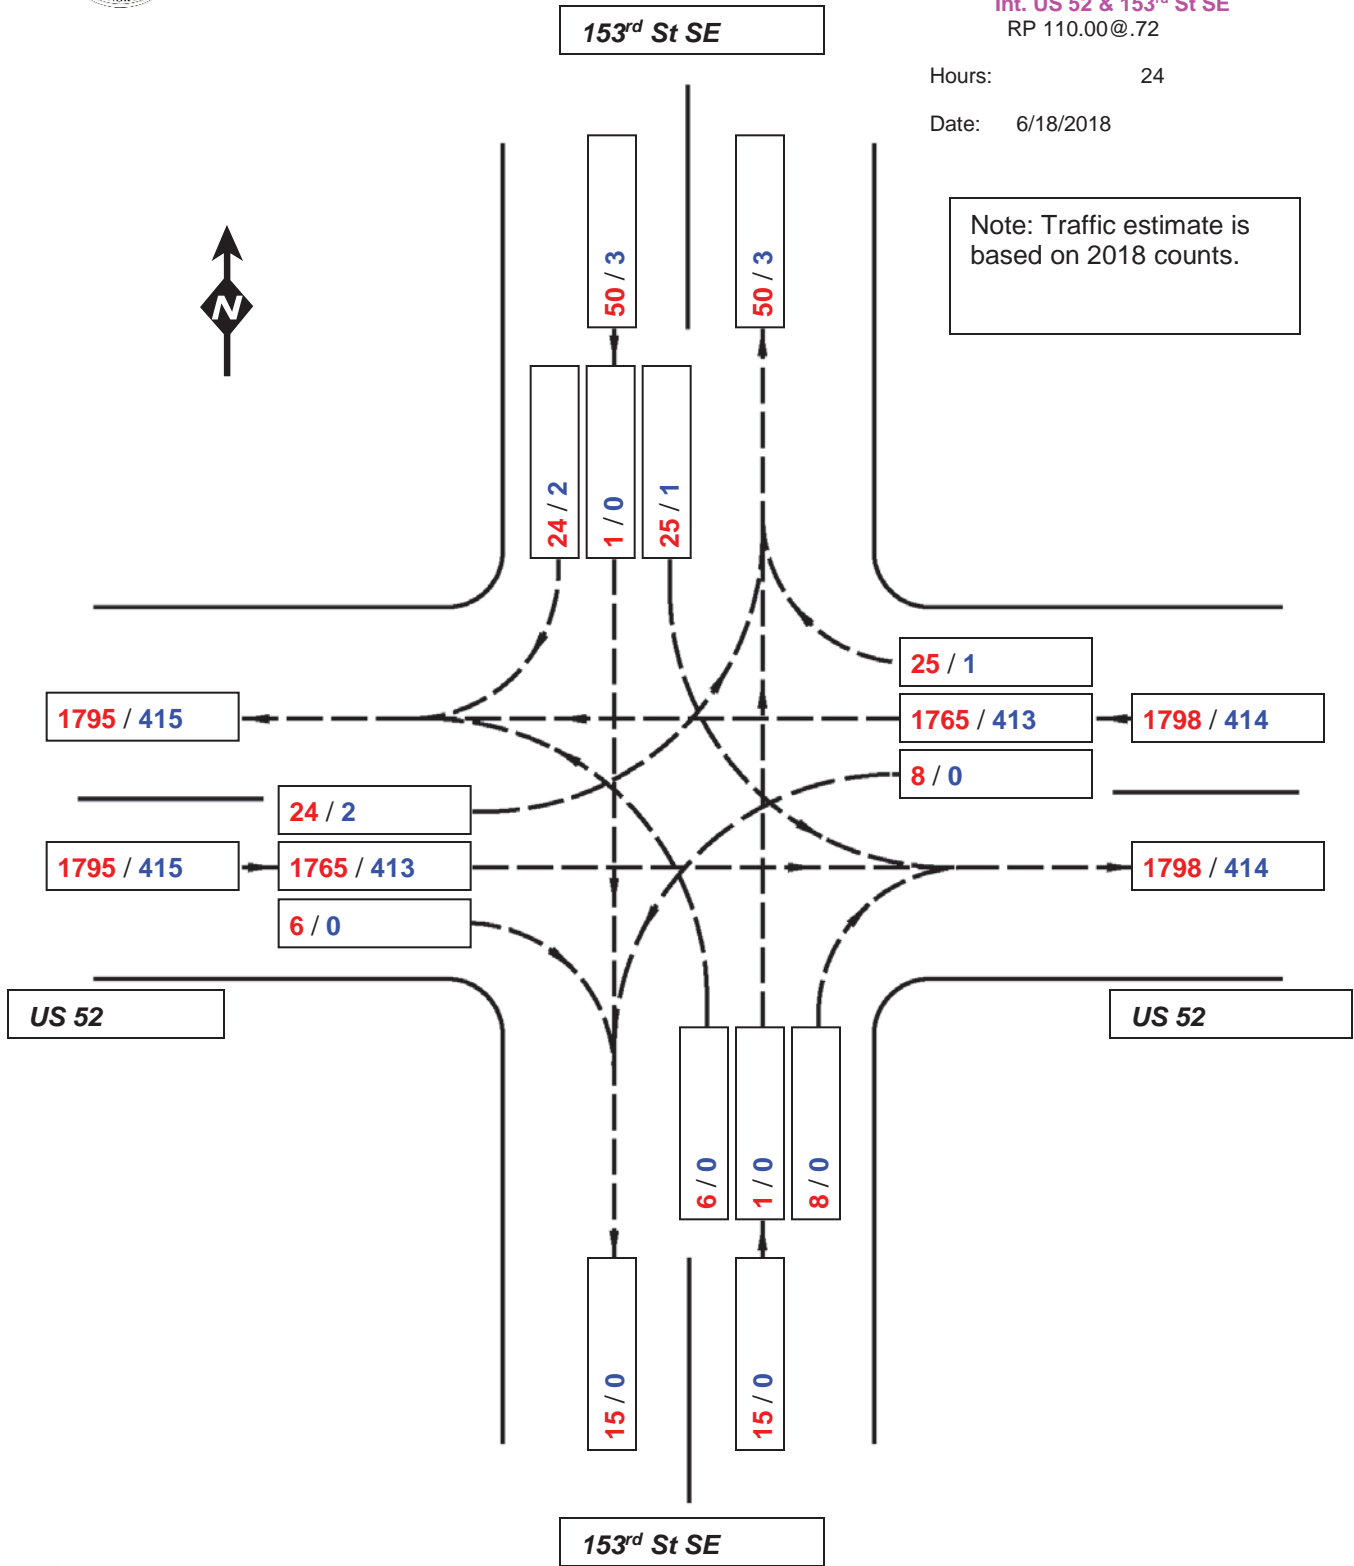 Int. US 52 & 153rd St SE
153rd St SE
RP 110.00@.72
Hours: 24
Date: 6/18/2018
Note: Traffic estimate is
based on 2018 counts.
50 / 3
50 / 3
N
24 / 2
1 / 0
25 / 1
25 / 1
1795 / 415
1765 / 413
1798 / 414
8 / 0
24 / 2
1795 / 415
1765 / 413
1798 / 414
6 / 0
US 52
US 52
6 / 0
1 / 0
8 / 0
15 / 0
15 / 0
153rd St SE